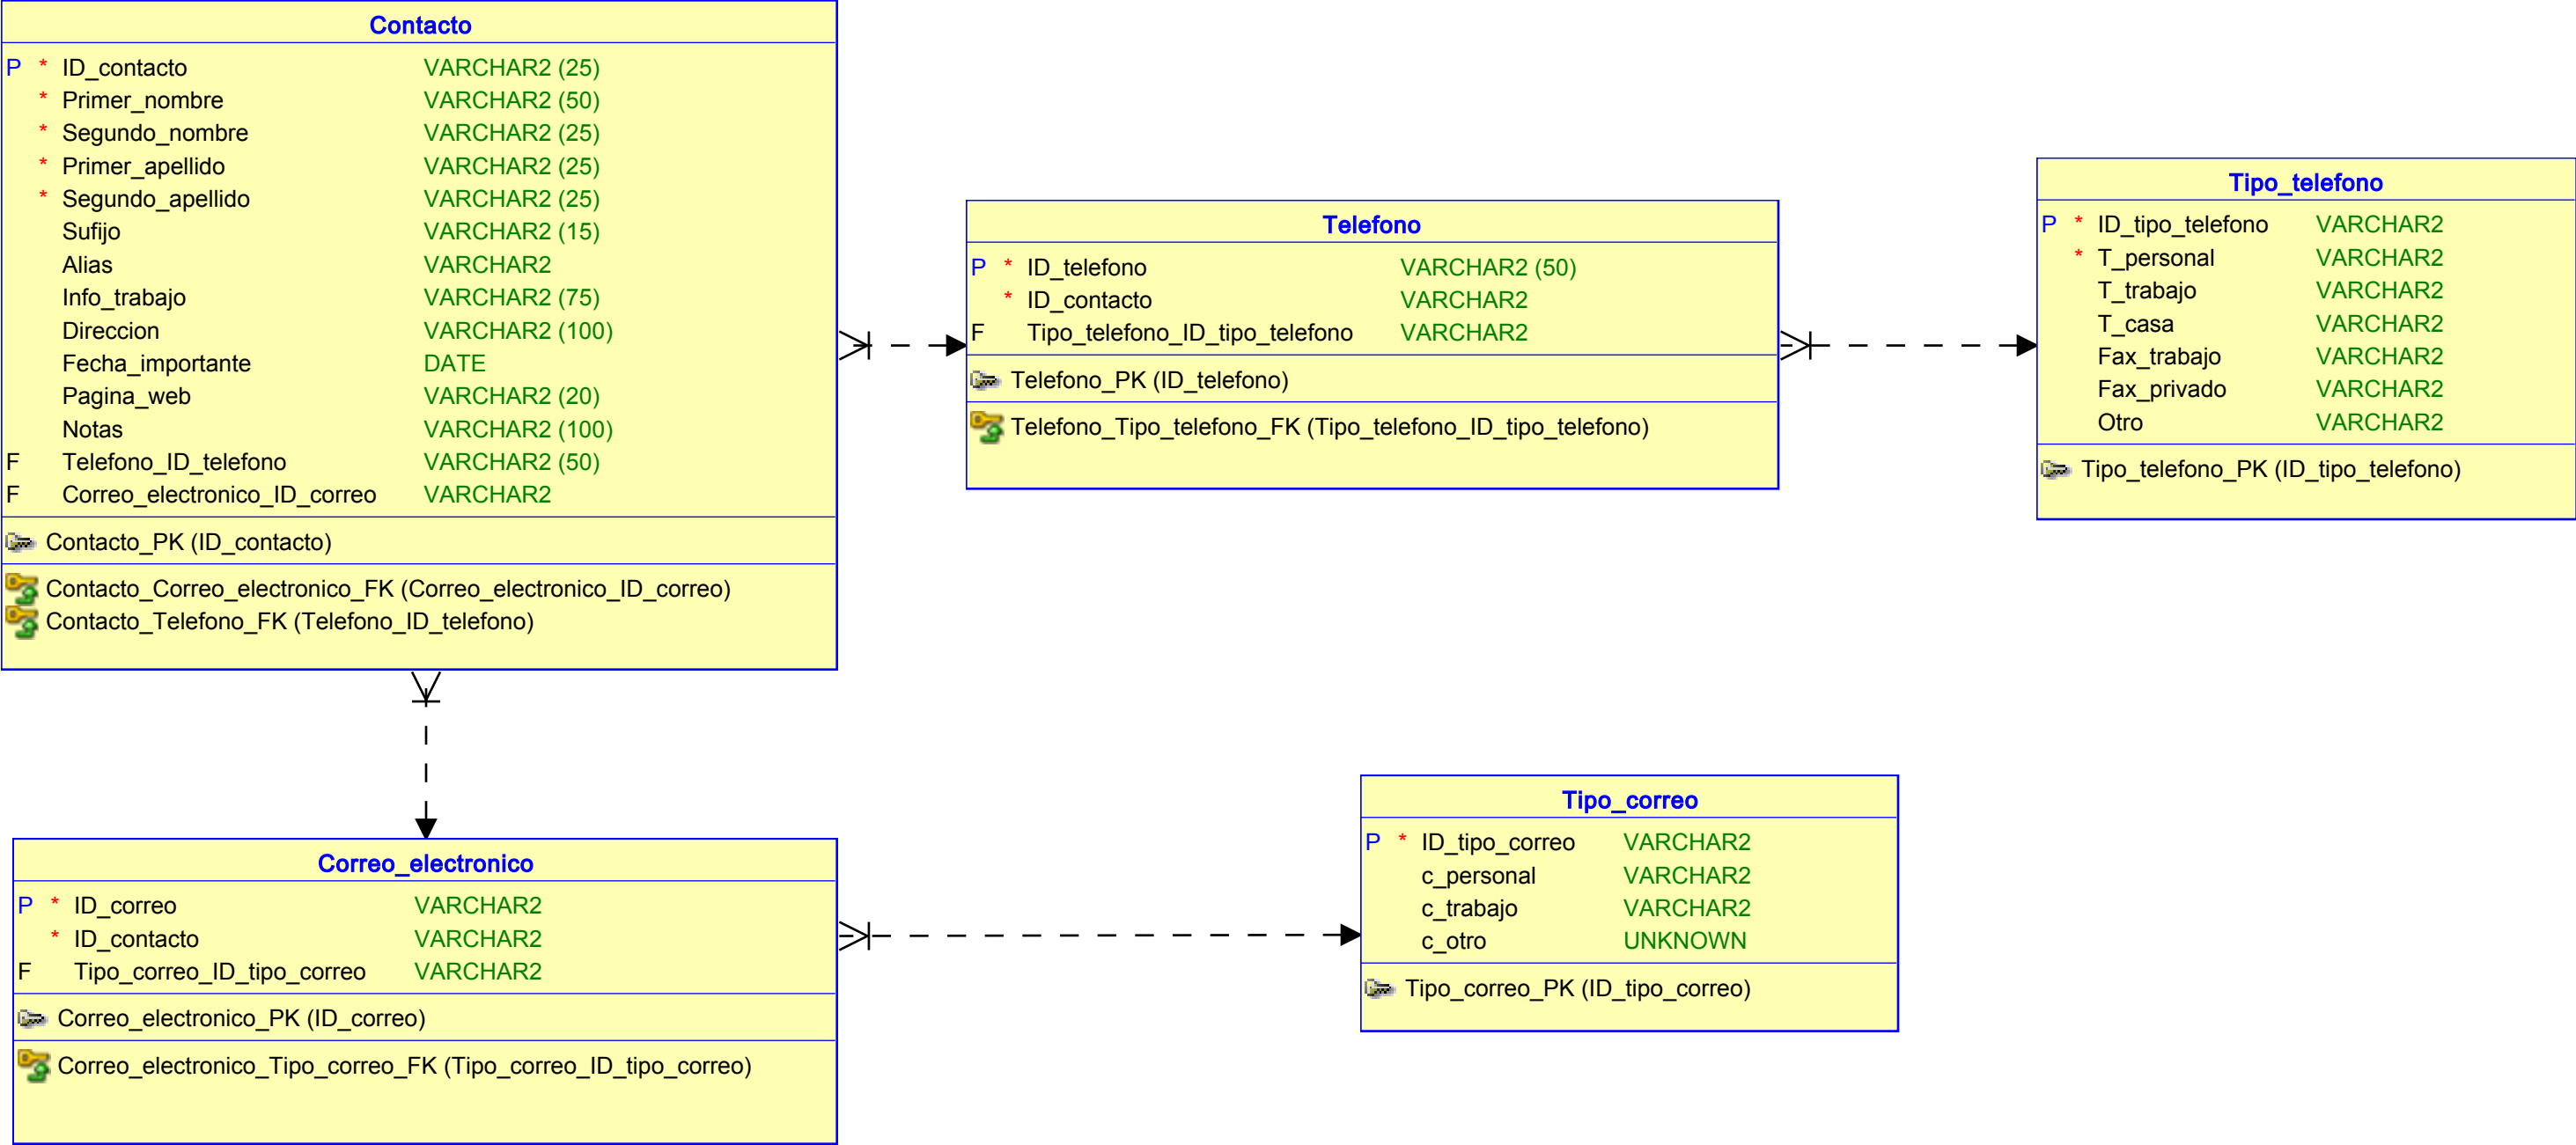 Contacto
P * ID_contacto VARCHAR2 (25)
* Primer_nombre VARCHAR2 (50)
* Segundo_nombre VARCHAR2 (25)
* Primer_apellido VARCHAR2 (25)
* Segundo_apellido VARCHAR2 (25)
Sufijo VARCHAR2 (15)
Alias VARCHAR2
Info_trabajo VARCHAR2 (75)
Direccion VARCHAR2 (100)
Fecha_importante DATE
Pagina_web VARCHAR2 (20)
Notas VARCHAR2 (100)
F Telefono_ID_telefono VARCHAR2 (50)
F Correo_electronico_ID_correo VARCHAR2
Contacto_PK (ID_contacto)
Contacto_Correo_electronico_FK (Correo_electronico_ID_correo)
Contacto_Telefono_FK (Telefono_ID_telefono)
Telefono
P * ID_telefono VARCHAR2 (50)
* ID_contacto VARCHAR2
F Tipo_telefono_ID_tipo_telefono VARCHAR2
Telefono_PK (ID_telefono)
Telefono_Tipo_telefono_FK (Tipo_telefono_ID_tipo_telefono)
Tipo_telefono
P * ID_tipo_telefono VARCHAR2
* T_personal VARCHAR2
T_trabajo VARCHAR2
T_casa VARCHAR2
Fax_trabajo VARCHAR2
Fax_privado VARCHAR2
Otro VARCHAR2
Tipo_telefono_PK (ID_tipo_telefono)
Correo_electronico
P * ID_correo VARCHAR2
* ID_contacto VARCHAR2
F Tipo_correo_ID_tipo_correo VARCHAR2
Correo_electronico_PK (ID_correo)
Correo_electronico_Tipo_correo_FK (Tipo_correo_ID_tipo_correo)
Tipo_correo
P * ID_tipo_correo VARCHAR2
c_personal VARCHAR2
c_trabajo VARCHAR2
c_otro UNKNOWN
Tipo_correo_PK (ID_tipo_correo)